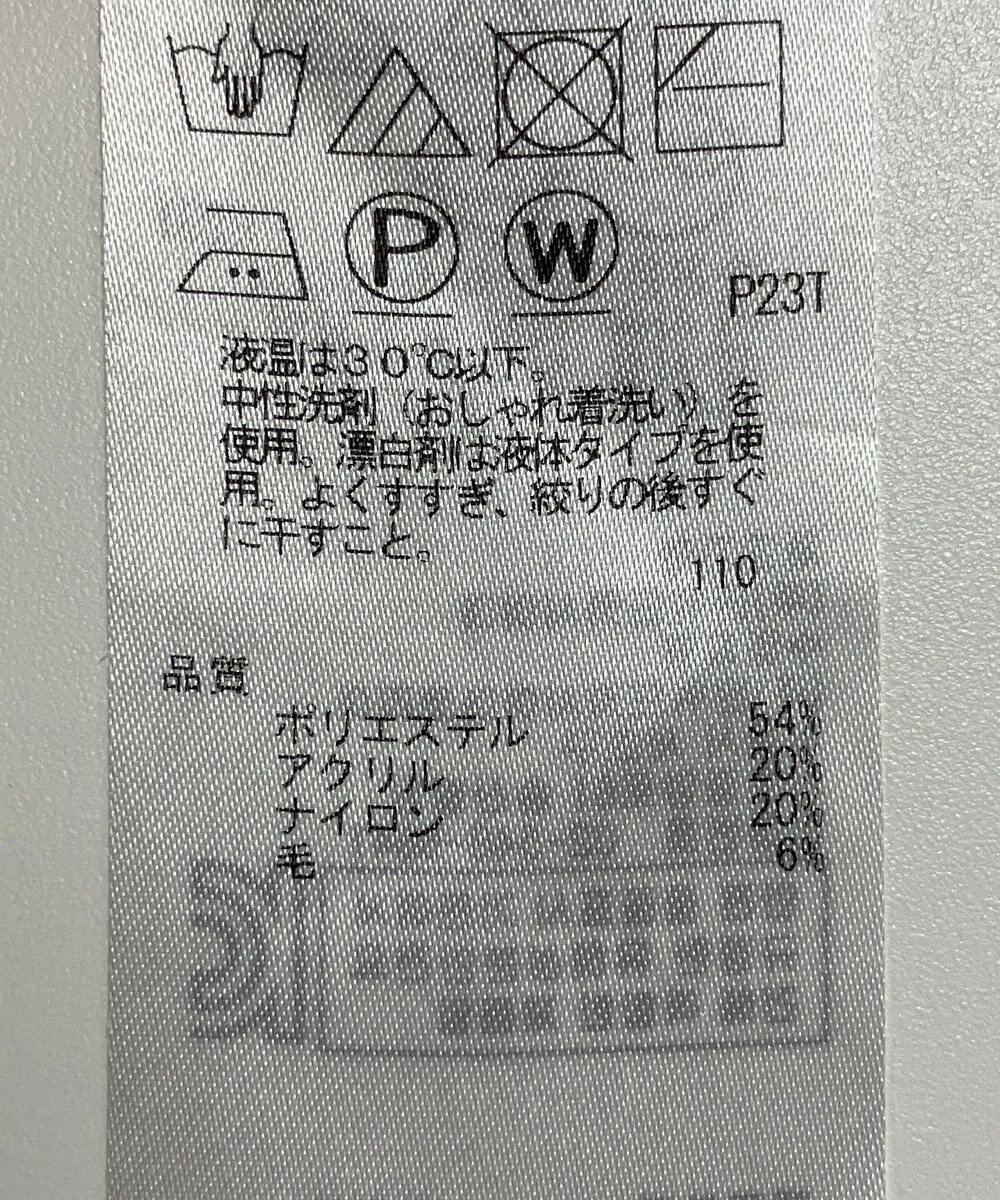 P W P23T
液温は30℃以下。
中性洗剤（おしゃれ着洗い）を
使用。漂白剤は液体タイプを使
用。よくすすぎ、絞りの後すぐ
に干すこと。
110
品質
ポリエステル 54%
アクリル 20%
ナイロン 20%
毛 6%